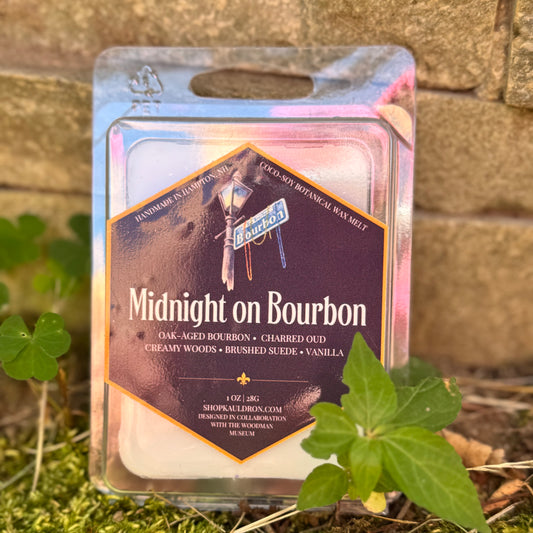 PET
HANDMADE IN HAMPTON, NH
COCO-SOY BOTANICAL WAX MELT
Bourbon
Midnight on Bourbon
OAK-AGED BOURBON • CHARRED OUD
CREAMY WOODS • BRUSHED SUEDE • VANILLA
1 OZ | 28G
SHOPKAULDRON.COM
DESIGNED IN COLLABORATION
WITH THE WOODMAN
MUSEUM